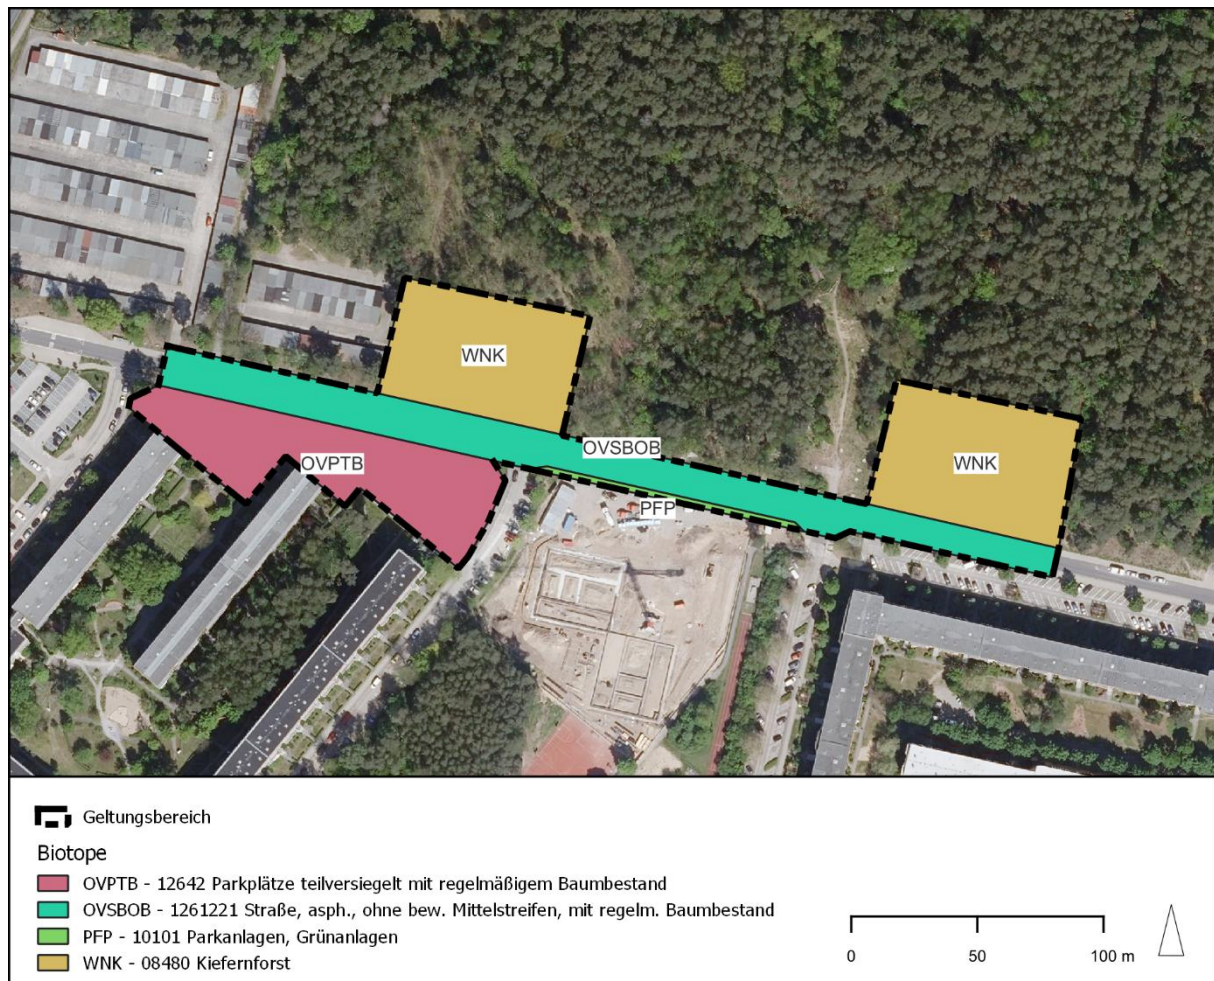 WNK
OVSBOB
WNK
OVPTB
PFP
Geltungsbereich
Biotope
OVPTB - 12642 Parkplätze teilversiegelt mit regelmäßigem Baumbestand
OVSBOB - 1261221 Straße, asph., ohne bew. Mittelstreifen, mit regelm. Baumbestand
PFP - 10101 Parkanlagen, Grünanlagen
WNK - 08480 Kiefernforst
0 50 100 m